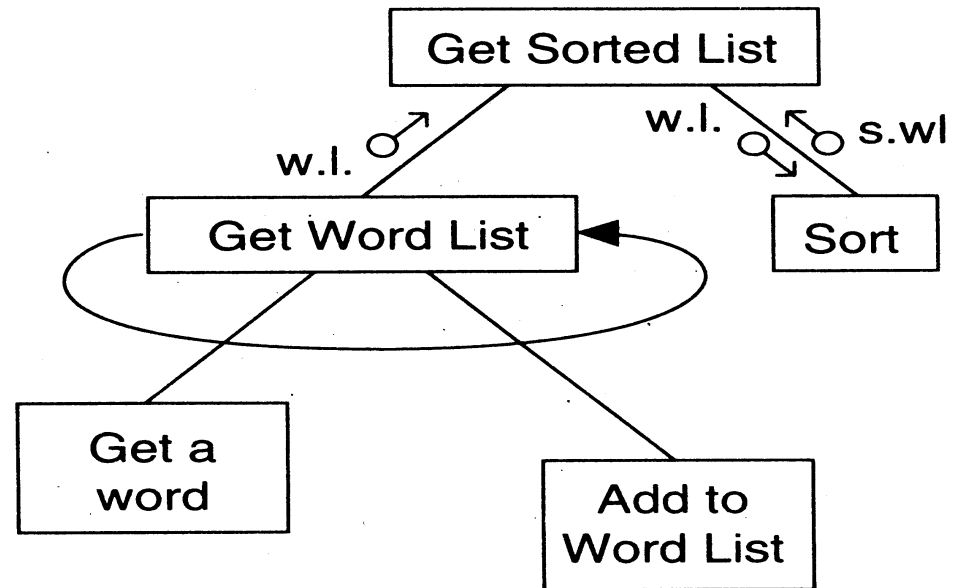 Get Sorted List
w.l.
w.l.
s.wl
Get Word List
Sort
Get a
word
Add to
Word List